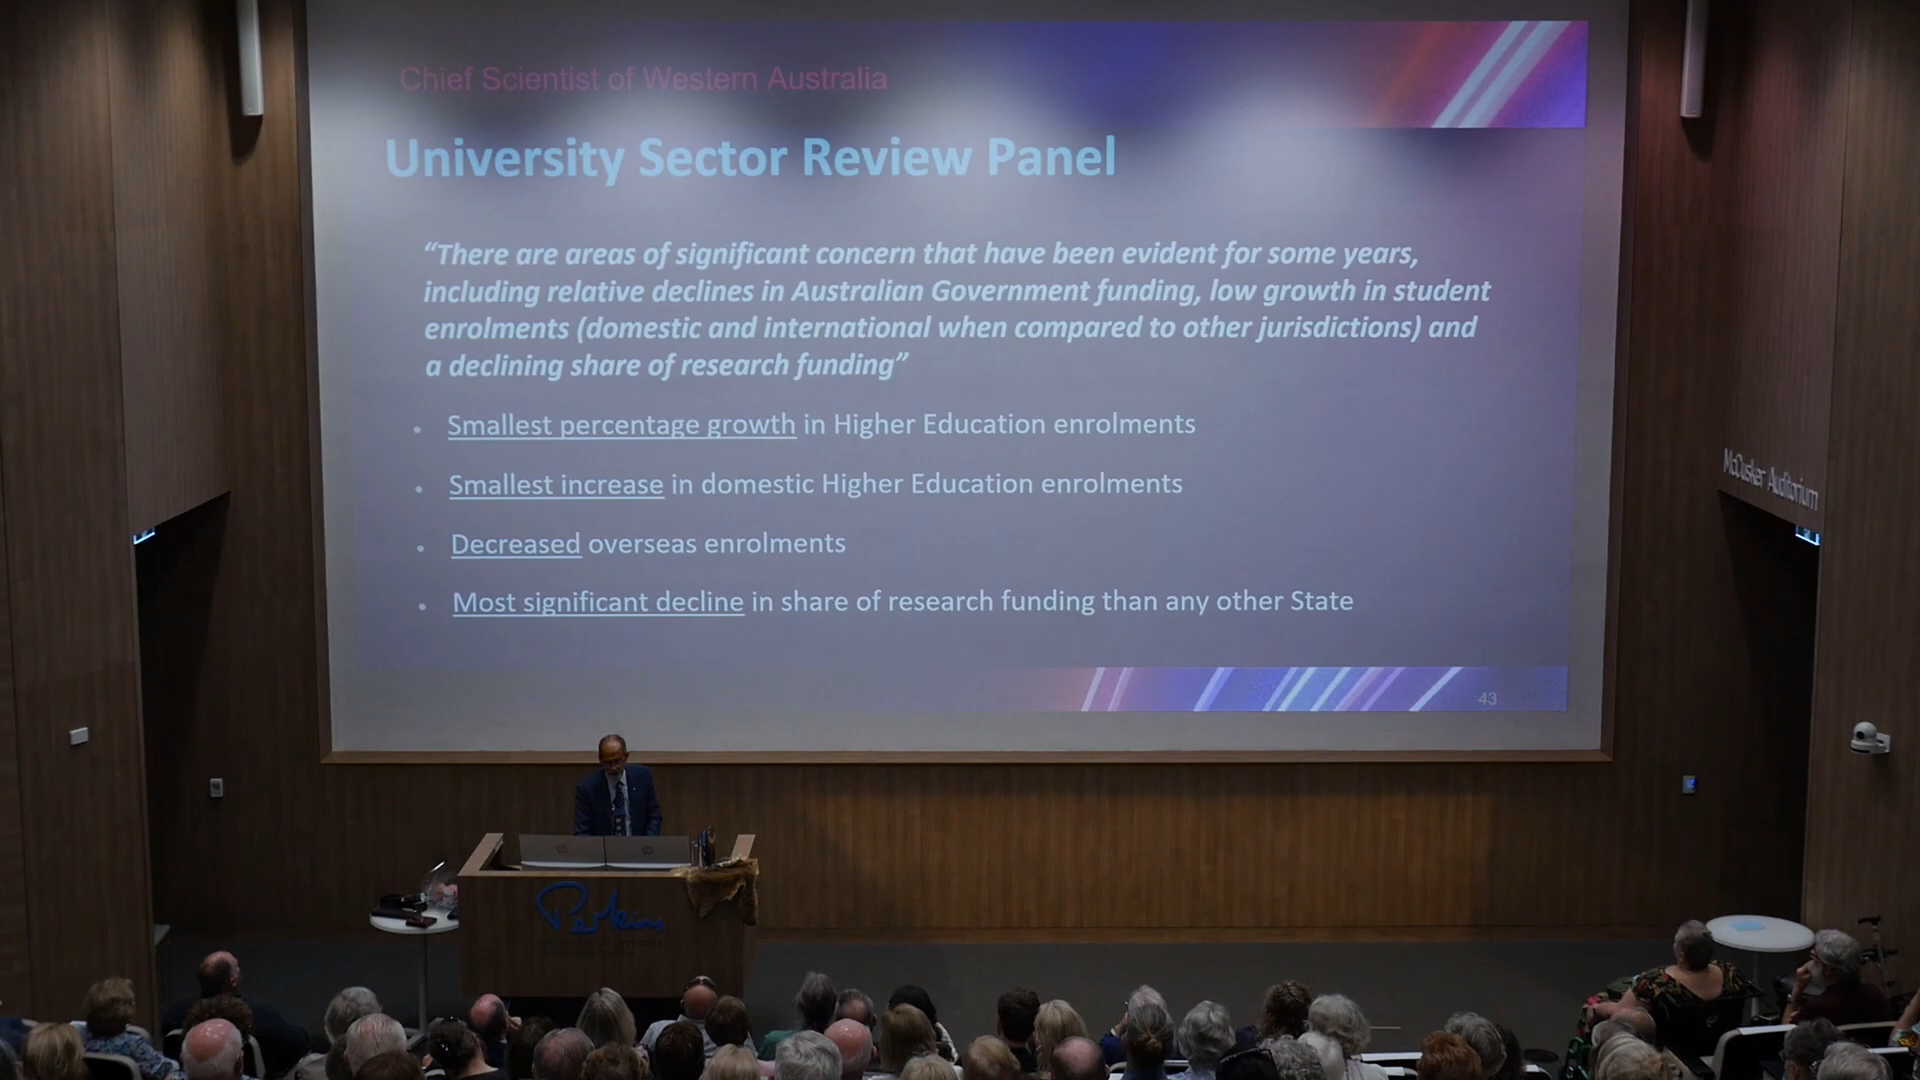 Chief Scientist of Western Australia
University Sector Review Panel
“There are areas of significant concern that have been evident for some years,
including relative declines in Australian Government funding, low growth in student
enrolments (domestic and international when compared to other jurisdictions) and
a declining share of research funding”
• Smallest percentage growth in Higher Education enrolments
• Smallest increase in domestic Higher Education enrolments
• Decreased overseas enrolments
• Most significant decline in share of research funding than any other State
43
McCusker Auditorium
Perkins